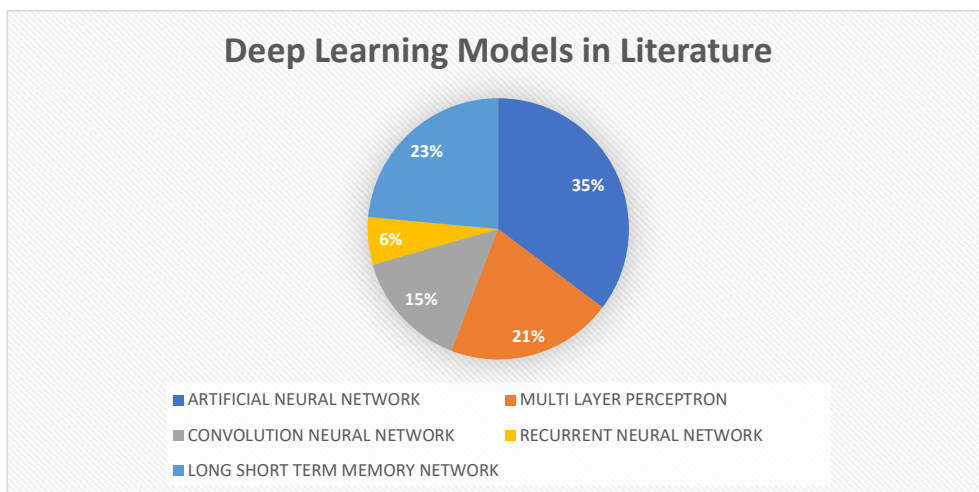 Deep Learning Models in Literature
23%
35%
6%
15%
21%
ARTIFICIAL NEURAL NETWORK
MULTI LAYER PERCEPTRON
CONVOLUTION NEURAL NETWORK
RECURRENT NEURAL NETWORK
LONG SHORT TERM MEMORY NETWORK